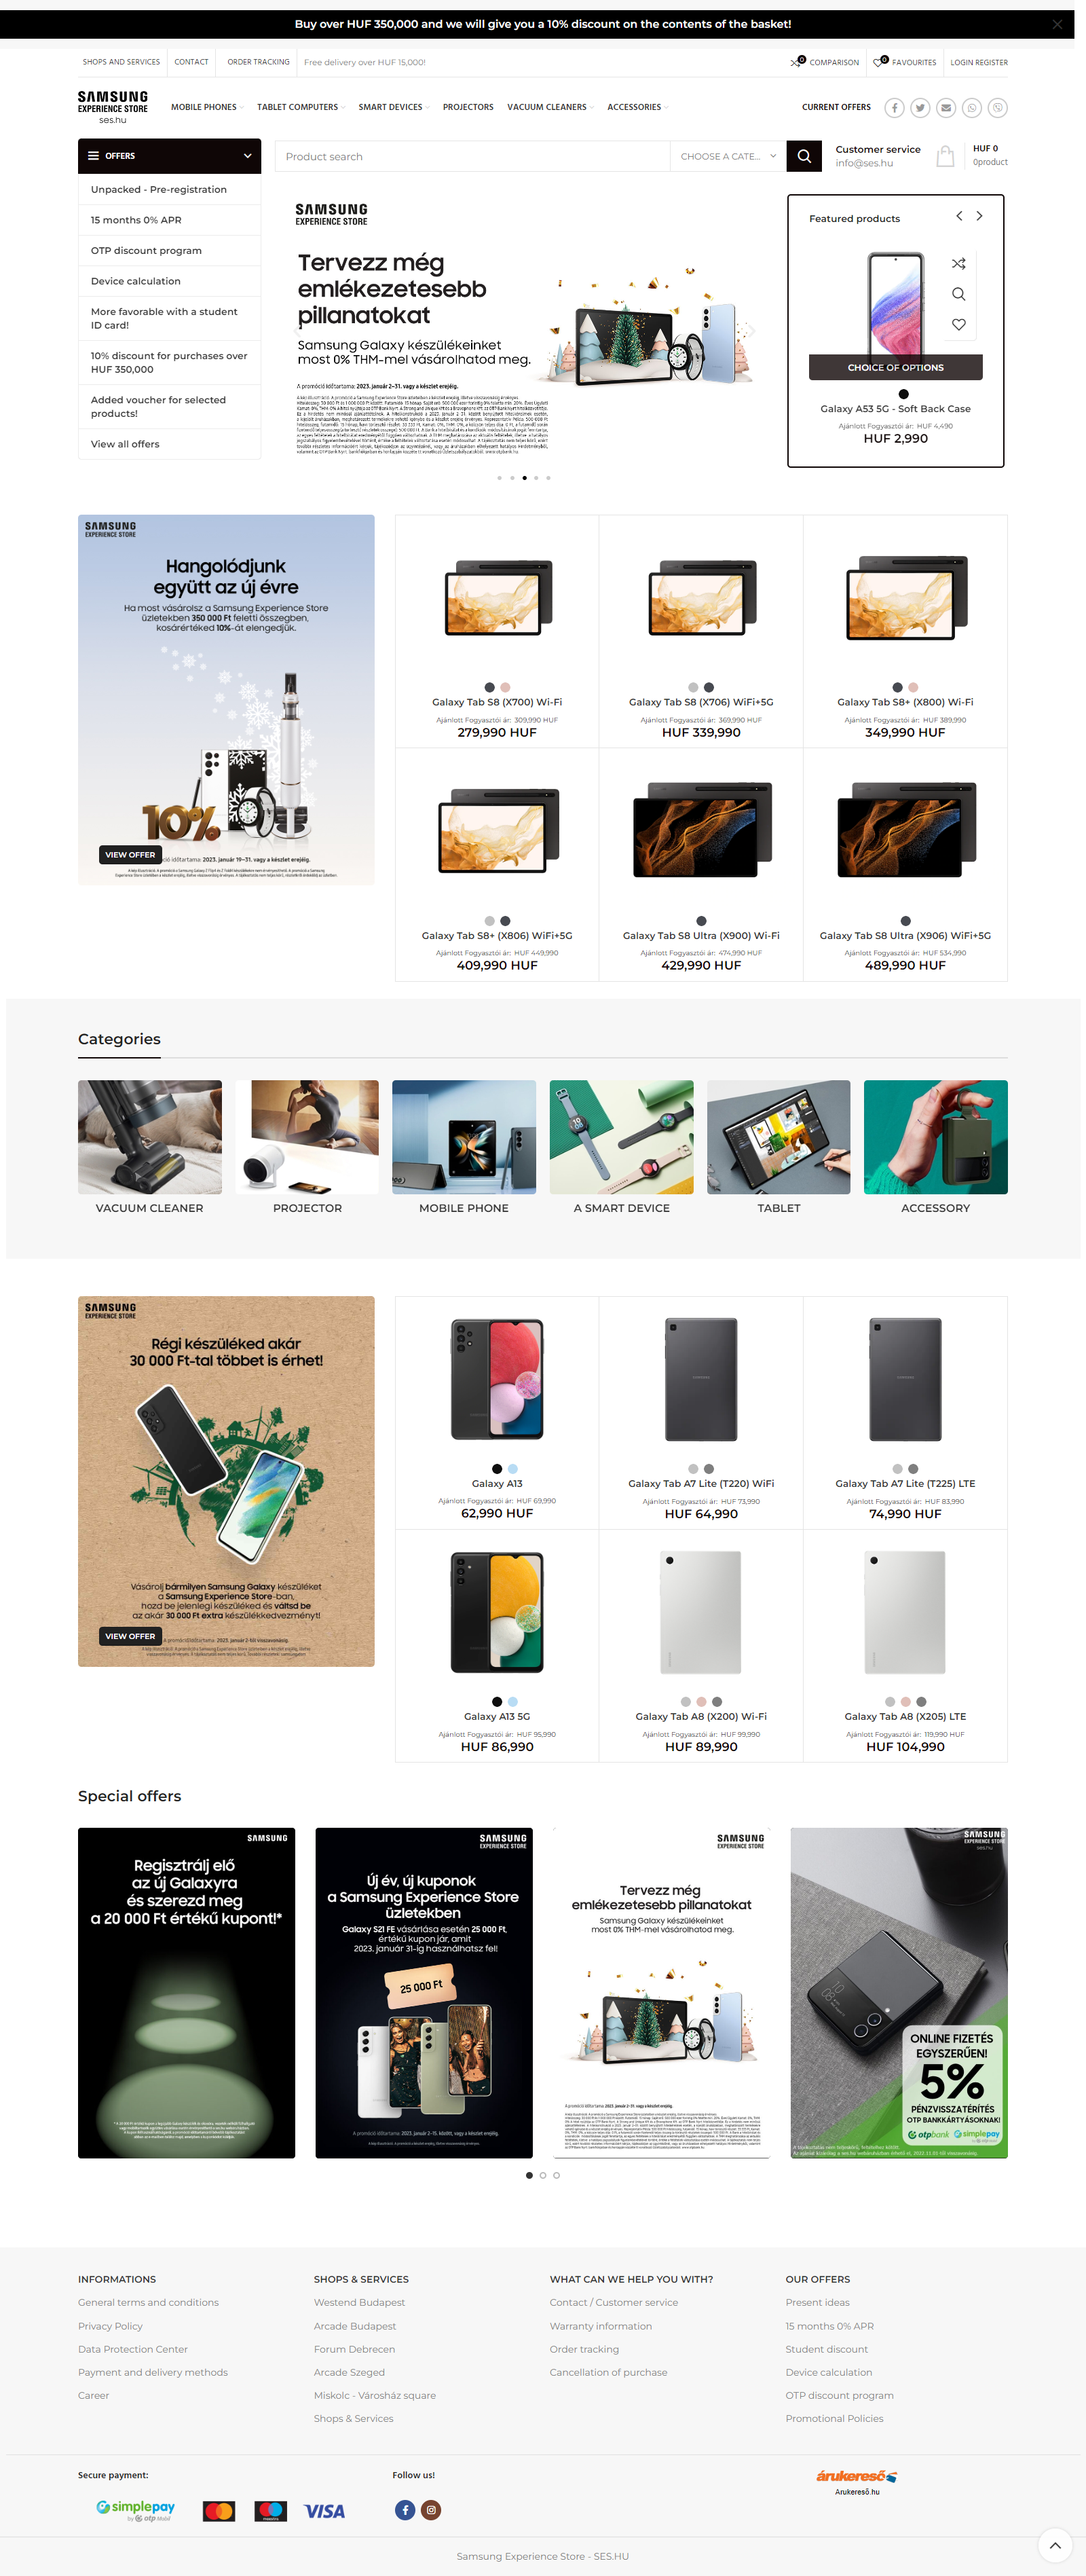 Buy over HUF 350,000 and we will give you a 10% discount on the contents of the basket!
SHOPS AND SERVICES
CONTACT
ORDER TRACKING
Free delivery over HUF 15,000!
0
COMPARISON
0
FAVOURITES
LOGIN REGISTER
SAMSUNG
EXPERIENCE STORE
ses.hu
MOBILE PHONES
TABLET COMPUTERS
SMART DEVICES
PROJECTORS
VACUUM CLEANERS
ACCESSORIES
CURRENT OFFERS
OFFERS
Product search
CHOOSE A CATE...
Customer service
info@ses.hu
HUF 0
0product
Unpacked - Pre-registration
15 months 0% APR
OTP discount program
Device calculation
More favorable with a student
ID card!
10% discount for purchases over
HUF 350,000
Added voucher for selected
products!
View all offers
SAMSUNG
EXPERIENCE STORE
Tervezz még
emlékezetesebb
pillanatokat
Samsung Galaxy készülékeinket
most 0% THM-mel vásárolhatod meg.
A promóció időtartama: 2023. január 2-31. vagy a készlet erejéig.
Featured products
CHOICE OF OPTIONS
Galaxy A53 5G - Soft Back Case
Ajánlott Fogyasztói ár: HUF 4,490
HUF 2,990
SAMSUNG
EXPERIENCE STORE
Hangolódjunk
együtt az új évre
Ha most vásárolsz a Samsung Experience Store
üzletekben 350 000 Ft feletti összegben,
kosárértéked 10%-át elengedjük.
10%
VIEW OFFER
ció időtartama: 2023. január 19-31. vagy a készlet erejéig.
Galaxy Tab S8 (X700) Wi-Fi
Ajánlott Fogyasztói ár: 309,990 HUF
279,990 HUF
Galaxy Tab S8 (X706) WiFi+5G
Ajánlott Fogyasztói ár: 369,990 HUF
HUF 339,990
Galaxy Tab S8+ (X800) Wi-Fi
Ajánlott Fogyasztói ár: HUF 389,990
349,990 HUF
Galaxy Tab S8+ (X806) WiFi+5G
Ajánlott Fogyasztói ár: HUF 449,990
409,990 HUF
Galaxy Tab S8 Ultra (X900) Wi-Fi
Ajánlott Fogyasztói ár: 474,990 HUF
429,990 HUF
Galaxy Tab S8 Ultra (X906) WiFi+5G
Ajánlott Fogyasztói ár: HUF 534,990
489,990 HUF
Categories
VACUUM CLEANER
PROJECTOR
MOBILE PHONE
A SMART DEVICE
TABLET
ACCESSORY
SAMSUNG
EXPERIENCE STORE
Régi készüléked akár
30 000 Ft-tal többet is érhet!
Vásárolj bármilyen Samsung Galaxy készüléket
a Samsung Experience Store-ban,
hozd be jelenlegi készüléked és váltsd be
az akár 30 000 Ft extra készülékkedvezményt!
VIEW OFFER
A promóció időtartama: 2023. január 2-től visszavonásig.
Galaxy A13
Ajánlott Fogyasztói ár: HUF 69,990
62,990 HUF
Galaxy Tab A7 Lite (T220) WiFi
Ajánlott Fogyasztói ár: HUF 73,990
HUF 64,990
Galaxy Tab A7 Lite (T225) LTE
Ajánlott Fogyasztói ár: HUF 83,990
74,990 HUF
Galaxy A13 5G
Ajánlott Fogyasztói ár: HUF 95,990
HUF 86,990
Galaxy Tab A8 (X200) Wi-Fi
Ajánlott Fogyasztói ár: HUF 99,990
HUF 89,990
Galaxy Tab A8 (X205) LTE
Ajánlott Fogyasztói ár: 119,990 HUF
HUF 104,990
Special offers
SAMSUNG
Regisztrálj elő
az új Galaxyra
és szerezd meg
a 20 000 Ft értékű kupont!*
SAMSUNG
EXPERIENCE STORE
Új év, új kuponok
a Samsung Experience Store
üzletekben
Galaxy S21 FE vásárlása esetén 25 000 Ft,
értékű kupon jár, amit
2023. január 31-ig használhatsz fel!
25 000 Ft
A promóció időtartama: 2023. január 2-15. között, vagy a készlet erejéig.
SAMSUNG
EXPERIENCE STORE
Tervezz még
emlékezetesebb pillanatokat
Samsung Galaxy készülékeinket
most 0% THM-mel vásárolhatod meg.
SAMSUNG
EXPERIENCE STORE
ses.hu
ONLINE FIZETÉS
EGYSZERŰEN!
5%
PÉNZVISSZATÉRÍTÉS
OTP BANKKÁRTYÁSOKNAK!
otpbank
simplepay
INFORMATIONS
General terms and conditions
Privacy Policy
Data Protection Center
Payment and delivery methods
Career
SHOPS & SERVICES
Westend Budapest
Arcade Budapest
Forum Debrecen
Arcade Szeged
Miskolc - Városház square
Shops & Services
WHAT CAN WE HELP YOU WITH?
Contact / Customer service
Warranty information
Order tracking
Cancellation of purchase
OUR OFFERS
Present ideas
15 months 0% APR
Student discount
Device calculation
OTP discount program
Promotional Policies
Secure payment:
simplepay
by otp Mobil
VISA
Follow us!
árukereső
Arukereső.hu
Samsung Experience Store - SES.HU